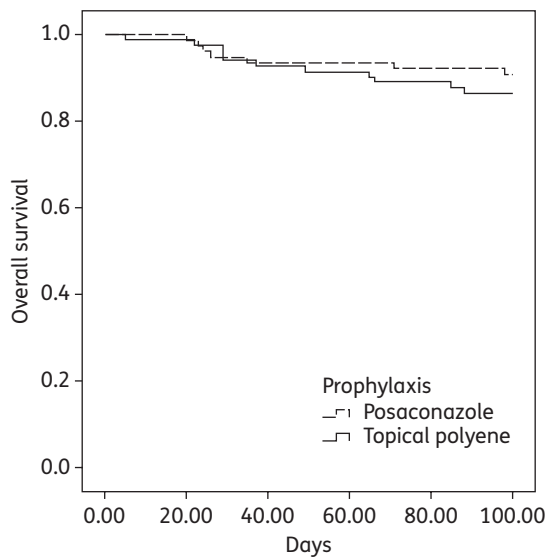 1.0
0.8
0.6
0.4
0.2
0.0
Overall survival
Prophylaxis
Posaconazole
Topical polyene
0.00 20.00 40.00 60.00 80.00 100.00
Days